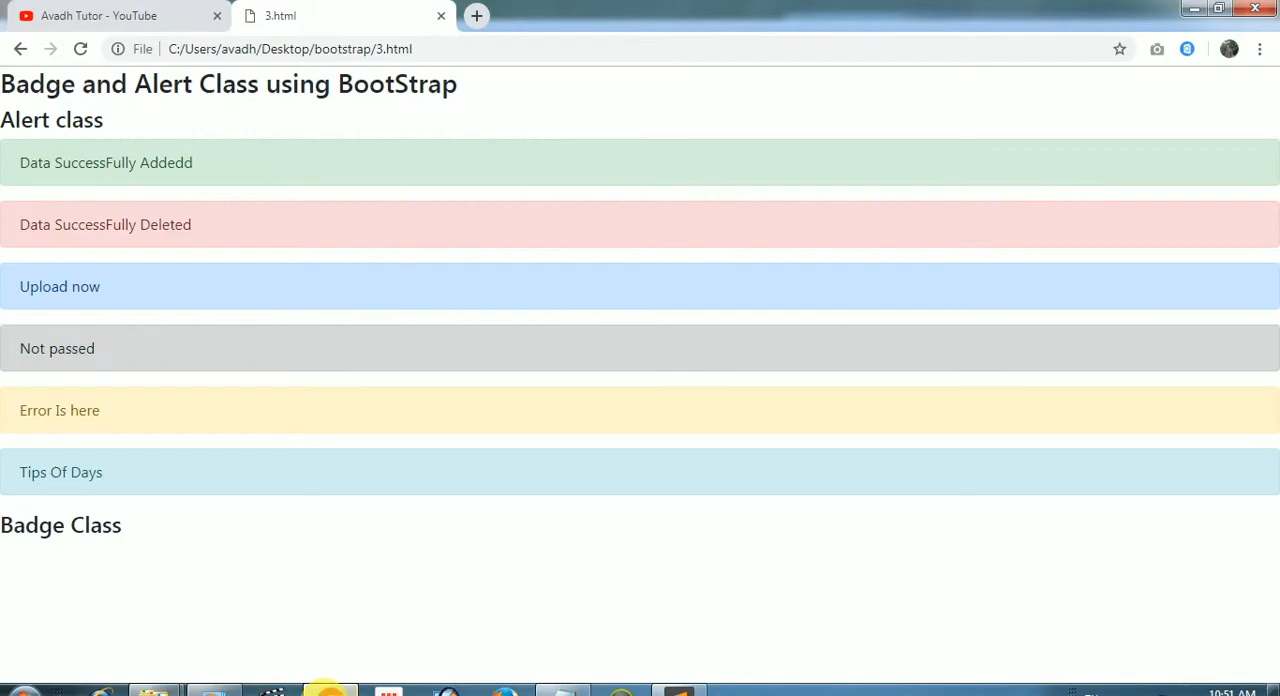 Avadh Tutor - YouTube
3.html
File
C:/Users/avadh/Desktop/bootstrap/3.html
Badge and Alert Class using BootStrap
Alert class
Data SuccessFully Addedd
Data SuccessFully Deleted
Upload now
Not passed
Error Is here
Tips Of Days
Badge Class
10:51 AM